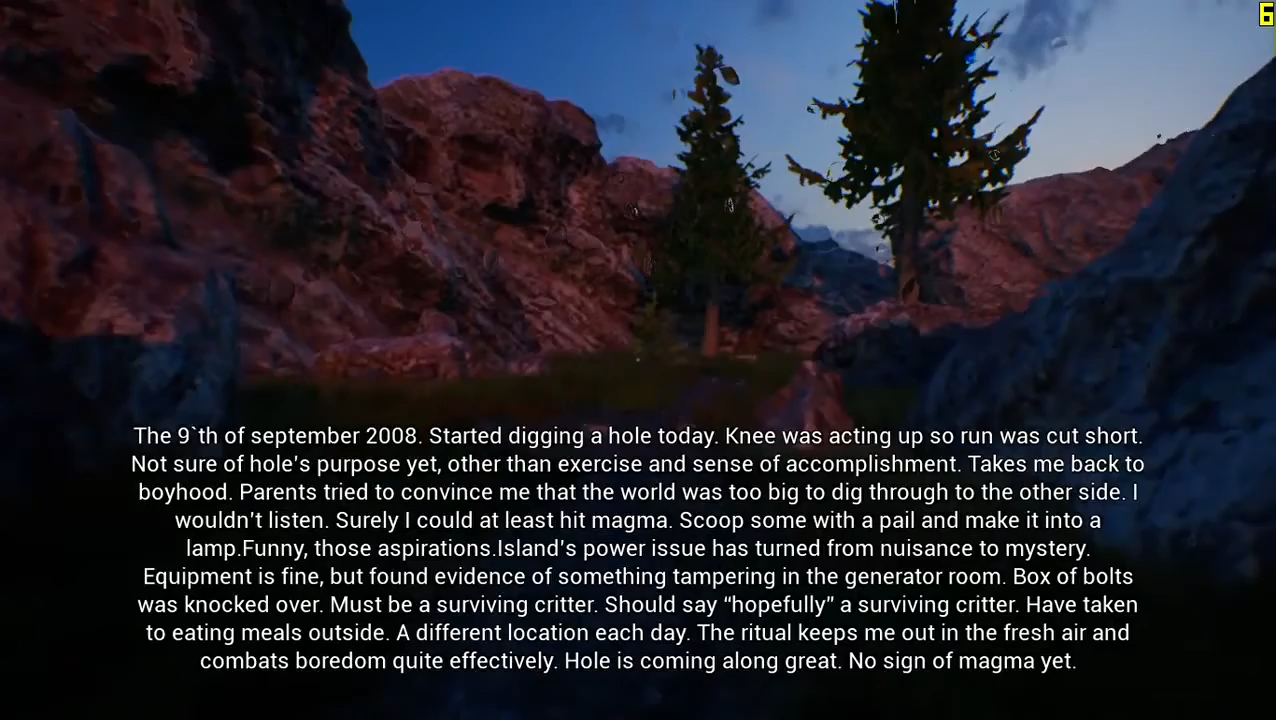 6
The 9`th of september 2008. Started digging a hole today. Knee was acting up so run was cut short.
Not sure of hole's purpose yet, other than exercise and sense of accomplishment. Takes me back to
boyhood. Parents tried to convince me that the world was too big to dig through to the other side. I
wouldn't listen. Surely I could at least hit magma. Scoop some with a pail and make it into a
lamp.Funny, those aspirations.Island's power issue has turned from nuisance to mystery.
Equipment is fine, but found evidence of something tampering in the generator room. Box of bolts
was knocked over. Must be a surviving critter. Should say “hopefully” a surviving critter. Have taken
to eating meals outside. A different location each day. The ritual keeps me out in the fresh air and
combats boredom quite effectively. Hole is coming along great. No sign of magma yet.